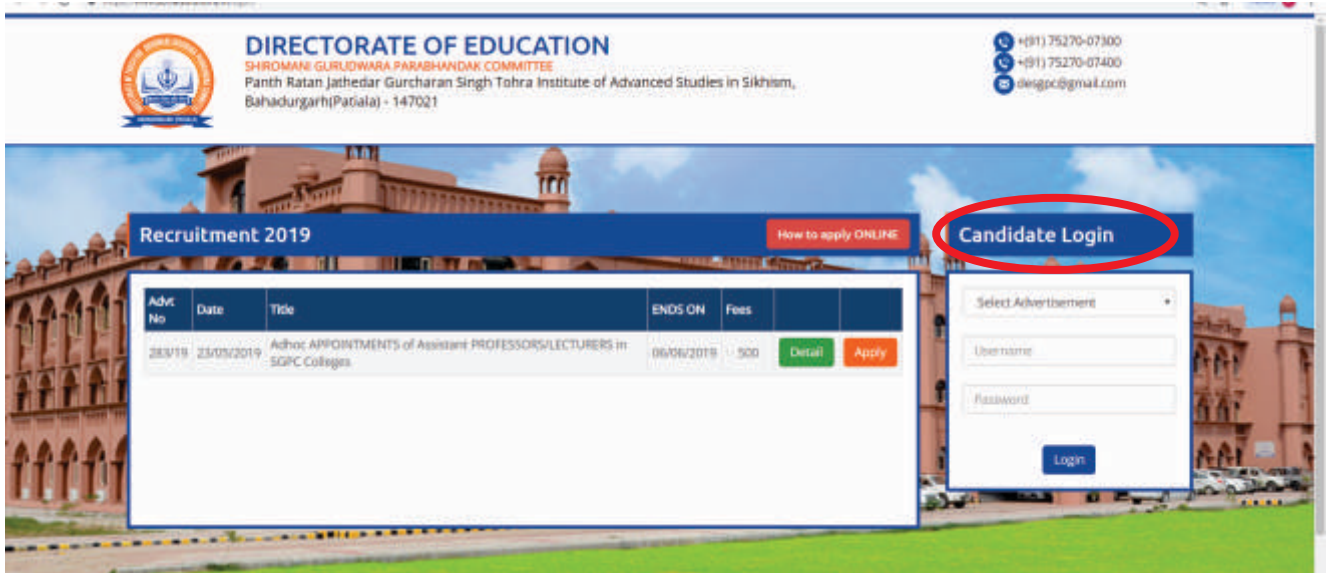 DIRECTORATE OF EDUCATION
SHIROMANI GURUDWARA PARABHANDAK COMMITTEE
Panth Ratan Jathedar Gurcharan Singh Tohra Institute of Advanced Studies in Sikhism,
Bahadurgarh(Patiala) - 147021
+(91) 75270-07300
+(91) 75270-07400
desgpc@gmail.com
Recruitment 2019
How to apply ONLINE
Candidate Login
Advt No
Date
Title
ENDS ON
Fees
283/19
23/05/2019
Adhoc APPOINTMENTS of Assistant PROFESSORS/LECTURERS in
SGPC Colleges
06/06/2019
500
Detail
Apply
Select Advertisement
Username
Password
Login